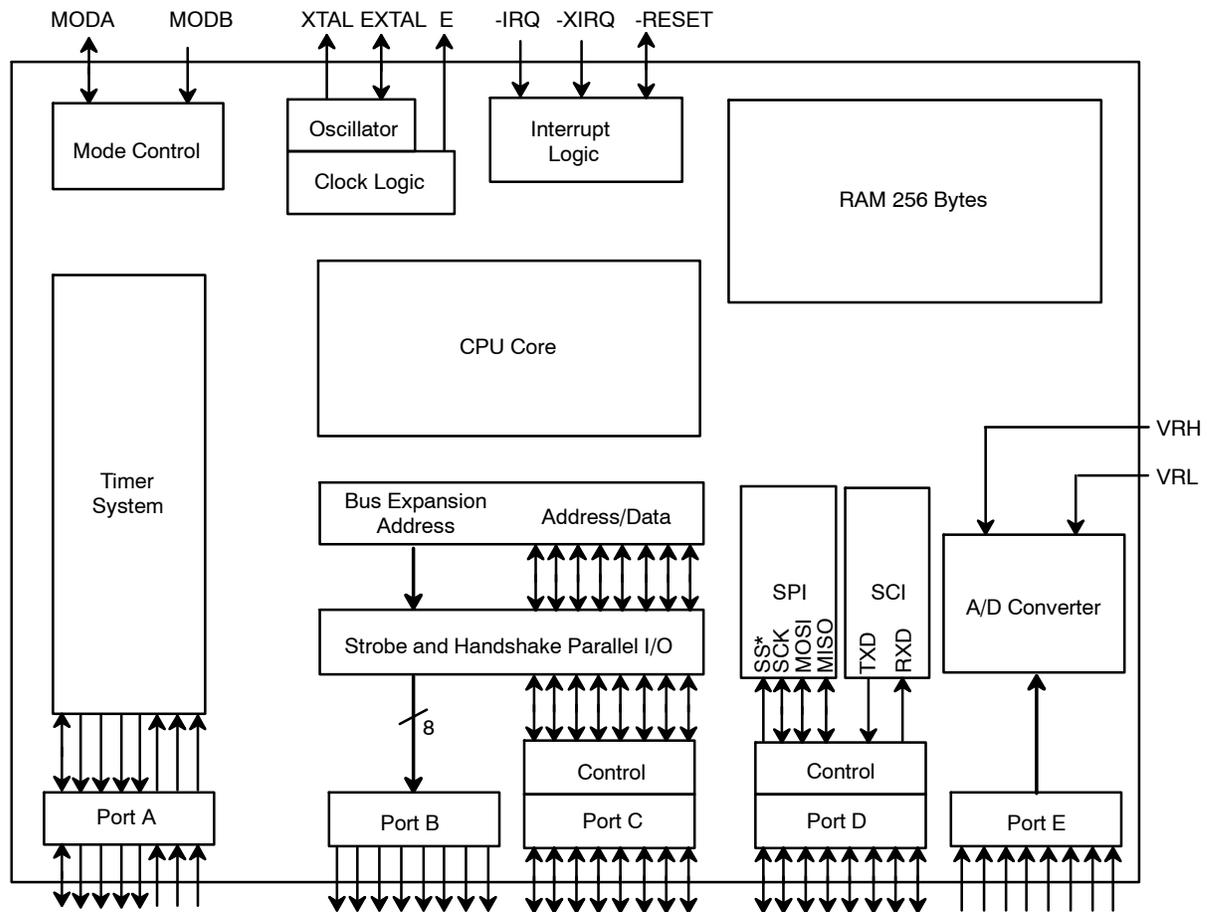 MODA MODB XTAL EXTAL E -IRQ -XIRQ -RESET
Mode Control
Oscillator
Clock Logic
Interrupt
Logic
RAM 256 Bytes
CPU Core
VRH
VRL
Timer
System
Bus Expansion
Address
Address/Data
Strobe and Handshake Parallel I/O
8
SPI
SS*
SCK
MOSI
MISO
SCI
TXD
RXD
A/D Converter
Control
Control
Port A
Port B
Port C
Port D
Port E